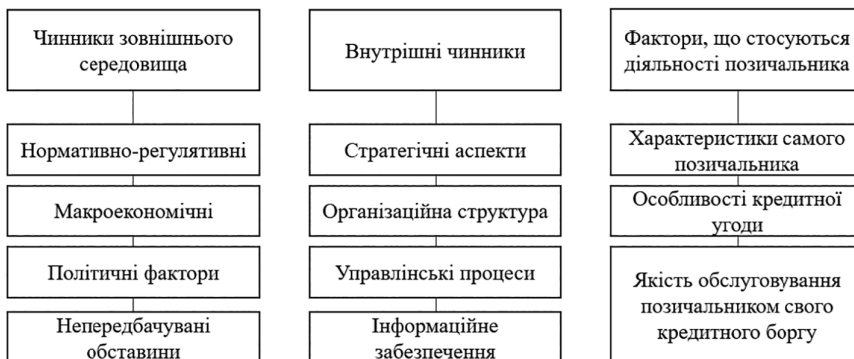 Чинники зовнішнього
середовища
Нормативно-регулятивні
Макроекономічні
Політичні фактори
Непередбачувані
обставини
Внутрішні чинники
Стратегічні аспекти
Організаційна структура
Управлінські процеси
Інформаційне
забезпечення
Фактори, що стосуються
діяльності позичальника
Характеристики самого
позичальника
Особливості кредитної
угоди
Якість обслуговування
позичальником свого
кредитного боргу